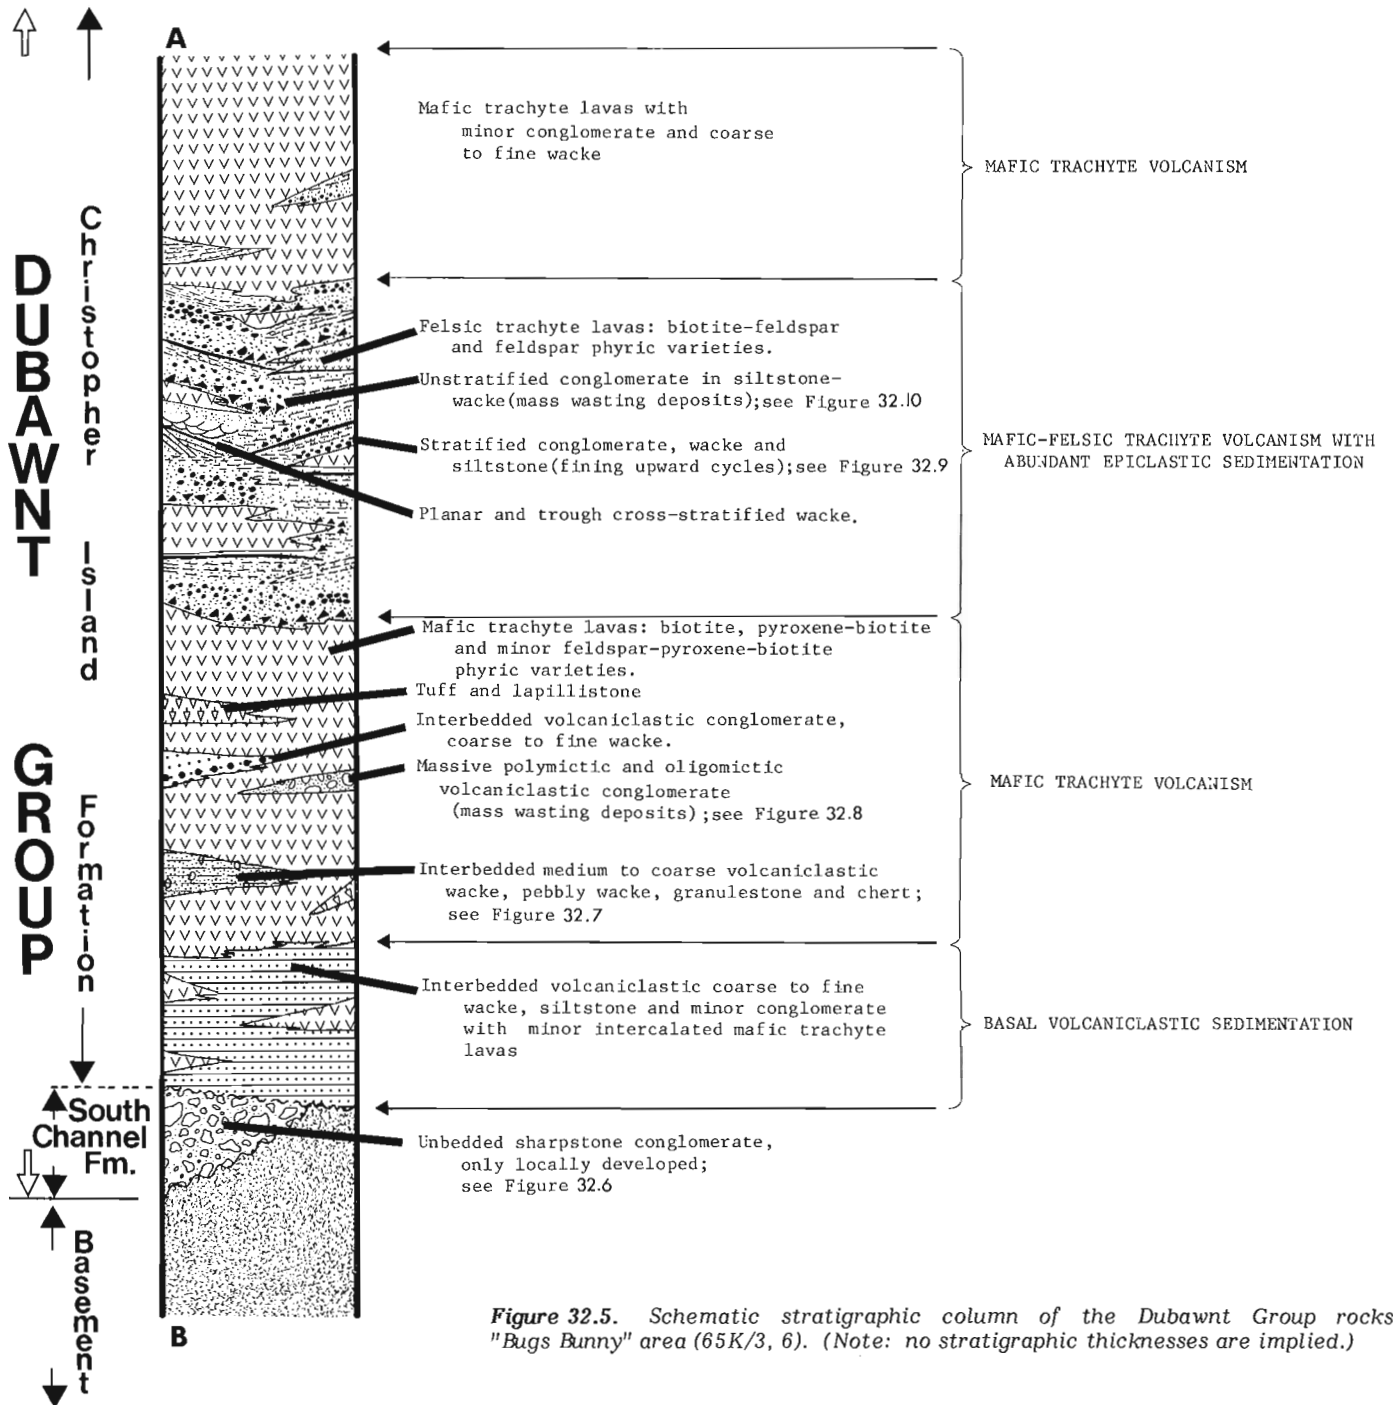 A
Mafic trachyte lavas with
minor conglomerate and coarse
to fine wacke
MAFIC TRACHYTE VOLCANISM
Felsic trachyte lavas: biotite-feldspar
and feldspar phyric varieties.
Unstratified conglomerate in siltstone-
wacke(mass wasting deposits);see Figure 32.10
Stratified conglomerate, wacke and
siltstone(fining upward cycles);see Figure 32.9
Planar and trough cross-stratified wacke.
MAFIC-FELSIC TRACHYTE VOLCANISM WITH
ABUNDANT EPICLASTIC SEDIMENTATION
Mafic trachyte lavas: biotite, pyroxene-biotite
and minor feldspar-pyroxene-biotite
phyric varieties.
Tuff and lapillistone
Interbedded volcaniclastic conglomerate,
coarse to fine wacke.
Massive polymictic and oligomictic
volcaniclastic conglomerate
(mass wasting deposits);see Figure 32.8
Interbedded medium to coarse volcaniclastic
wacke, pebbly wacke, granulestone and chert;
see Figure 32.7
MAFIC TRACHYTE VOLCANISM
Interbedded volcaniclastic coarse to fine
wacke, siltstone and minor conglomerate
with minor intercalated mafic trachyte
lavas
BASAL VOLCANICLASTIC SEDIMENTATION
Unbedded sharpstone conglomerate,
only locally developed;
see Figure 32.6
DUBAWNT GROUP
Christopher Island Formation
South
Channel
Fm.
Basement
B
Figure 32.5. Schematic stratigraphic column of the Dubawnt Group rocks
"Bugs Bunny" area (65K/3, 6). (Note: no stratigraphic thicknesses are implied.)